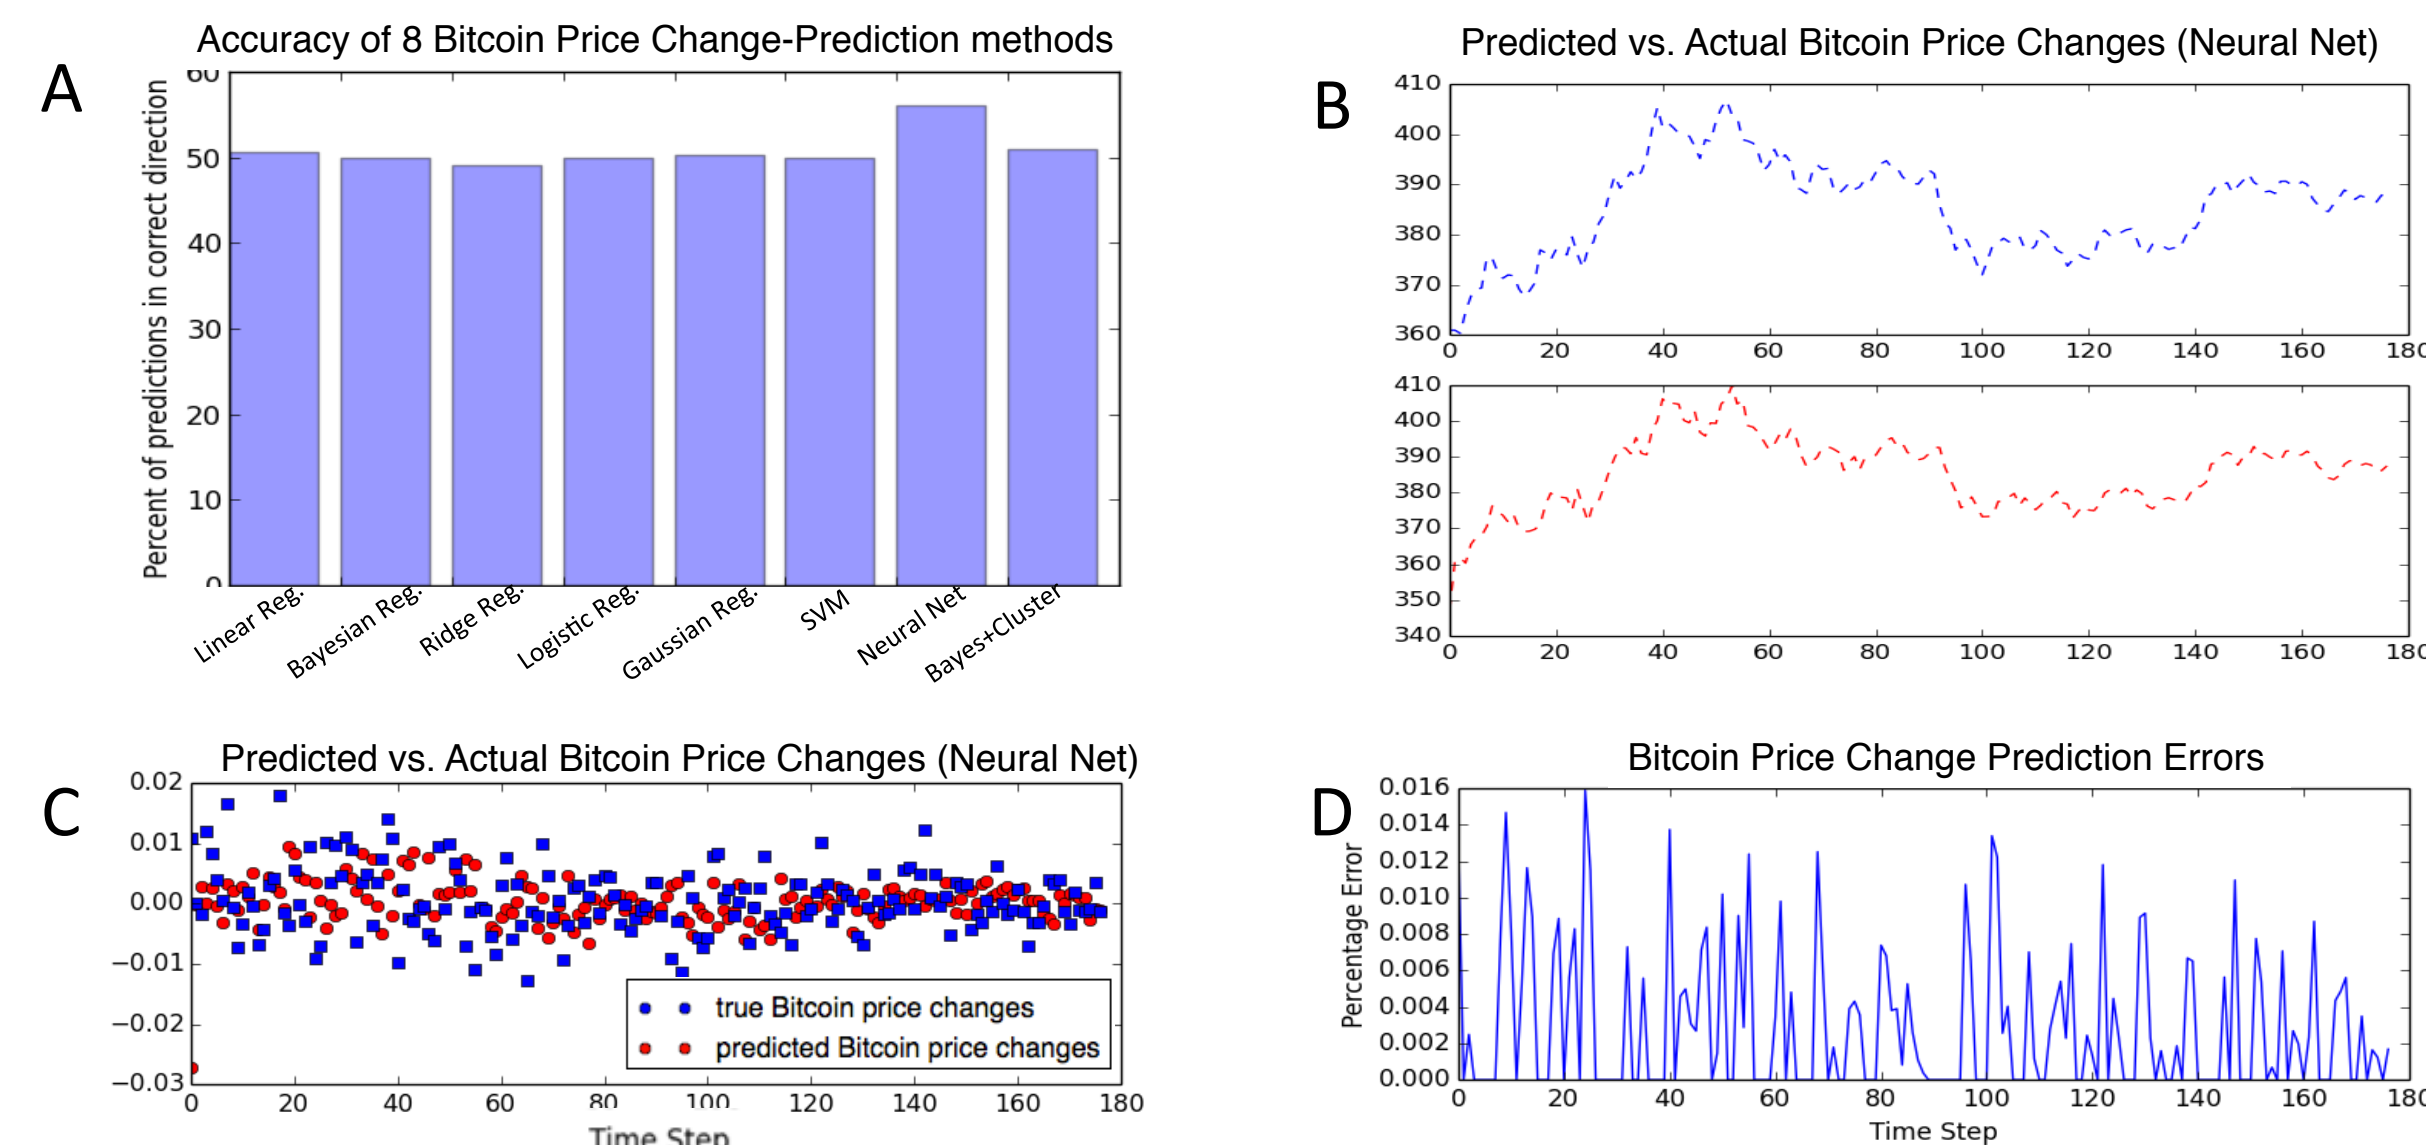 Accuracy of 8 Bitcoin Price Change-Prediction methods
A
Percent of predictions in correct direction
60
50
40
30
20
10
0
Linear Reg.
Bayesian Reg.
Ridge Reg.
Logistic Reg.
Gaussian Reg.
SVM
Neural Net
Bayes+Cluster
Predicted vs. Actual Bitcoin Price Changes (Neural Net)
B
410
400
390
380
370
360
0 20 40 60 80 100 120 140 160 180
410
400
390
380
370
360
350
340
0 20 40 60 80 100 120 140 160 180
Predicted vs. Actual Bitcoin Price Changes (Neural Net)
C
0.02
0.01
0.00
−0.01
−0.02
−0.03
true Bitcoin price changes
predicted Bitcoin price changes
0 20 40 60 80 100 120 140 160 180
Time Step
Bitcoin Price Change Prediction Errors
D
Percentage Error
0.016
0.014
0.012
0.010
0.008
0.006
0.004
0.002
0.000
0 20 40 60 80 100 120 140 160 180
Time Step